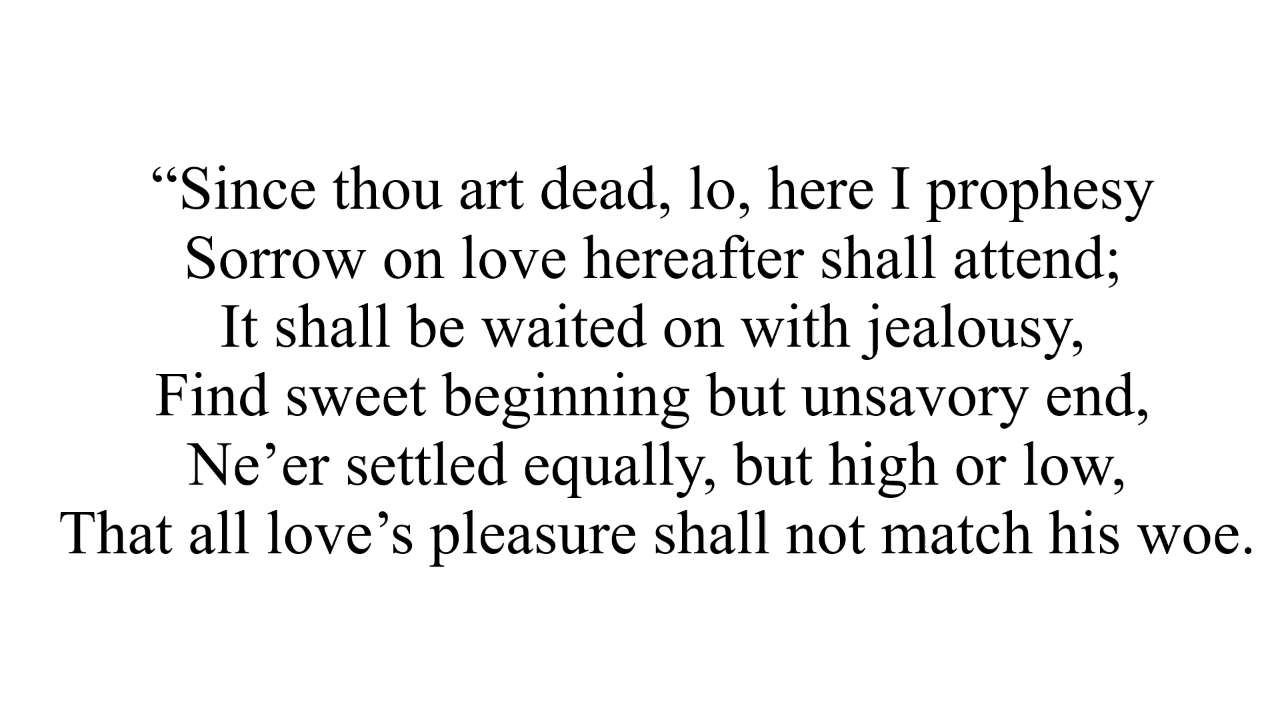 “Since thou art dead, lo, here I prophesy
Sorrow on love hereafter shall attend;
It shall be waited on with jealousy,
Find sweet beginning but unsavory end,
Ne’er settled equally, but high or low,
That all love’s pleasure shall not match his woe.